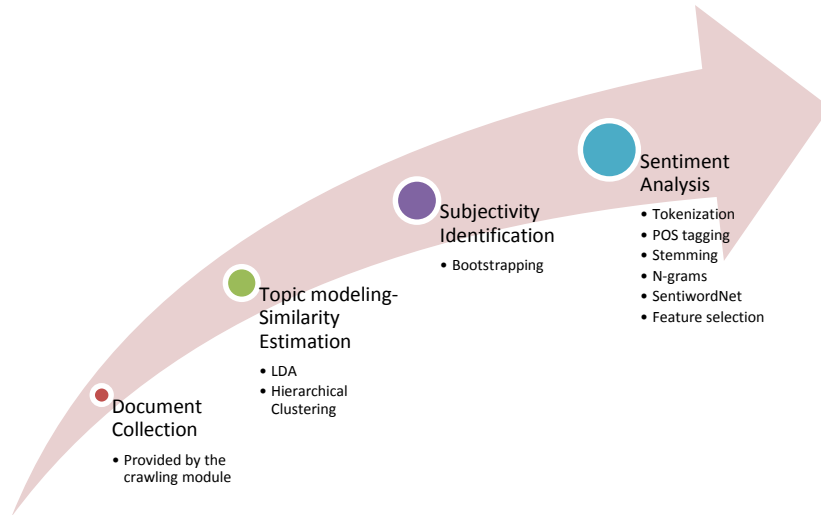 Document
Collection
• Provided by the
crawling module
Topic modeling-
Similarity
Estimation
• LDA
• Hierarchical
Clustering
Subjectivity
Identification
• Bootstrapping
Sentiment
Analysis
• Tokenization
• POS tagging
• Stemming
• N-grams
• SentiwordNet
• Feature selection